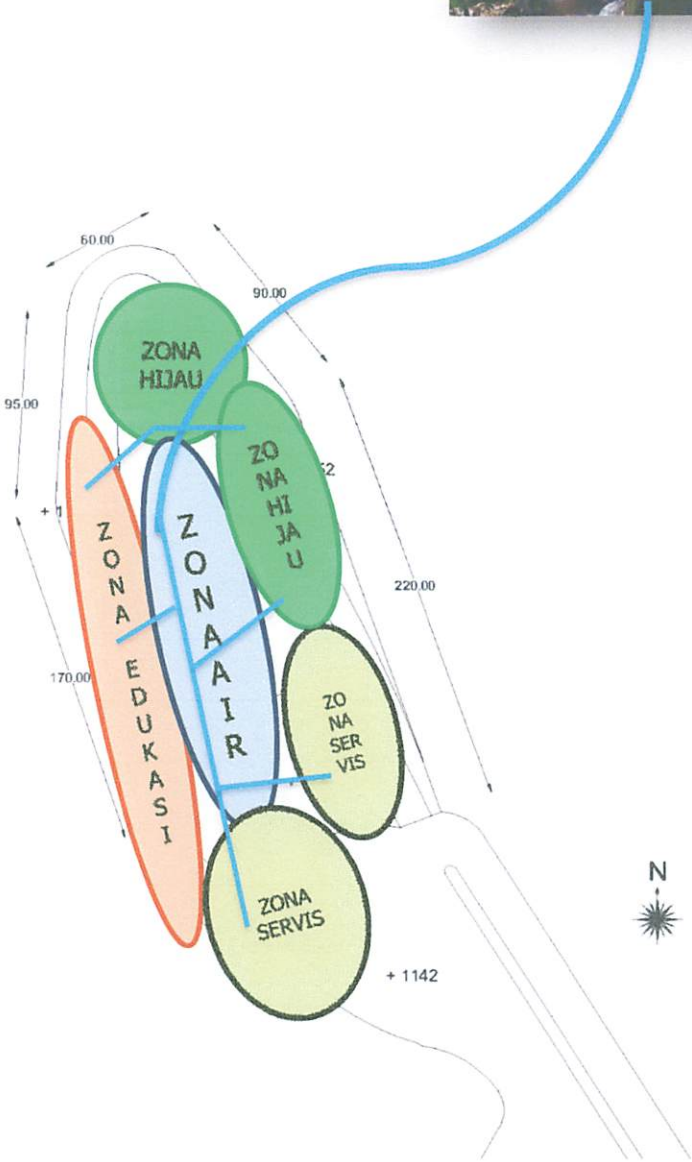 60.00
90.00
ZONA
HIJAU
95.00
ZO
NA
HI
JA
U
52
+ 1
Z
O
N
A
E
D
U
K
A
S
I
Z
O
N
A
A
I
R
220.00
170.00
ZO
NA
SER
VIS
N
ZONA
SERVIS
+ 1142